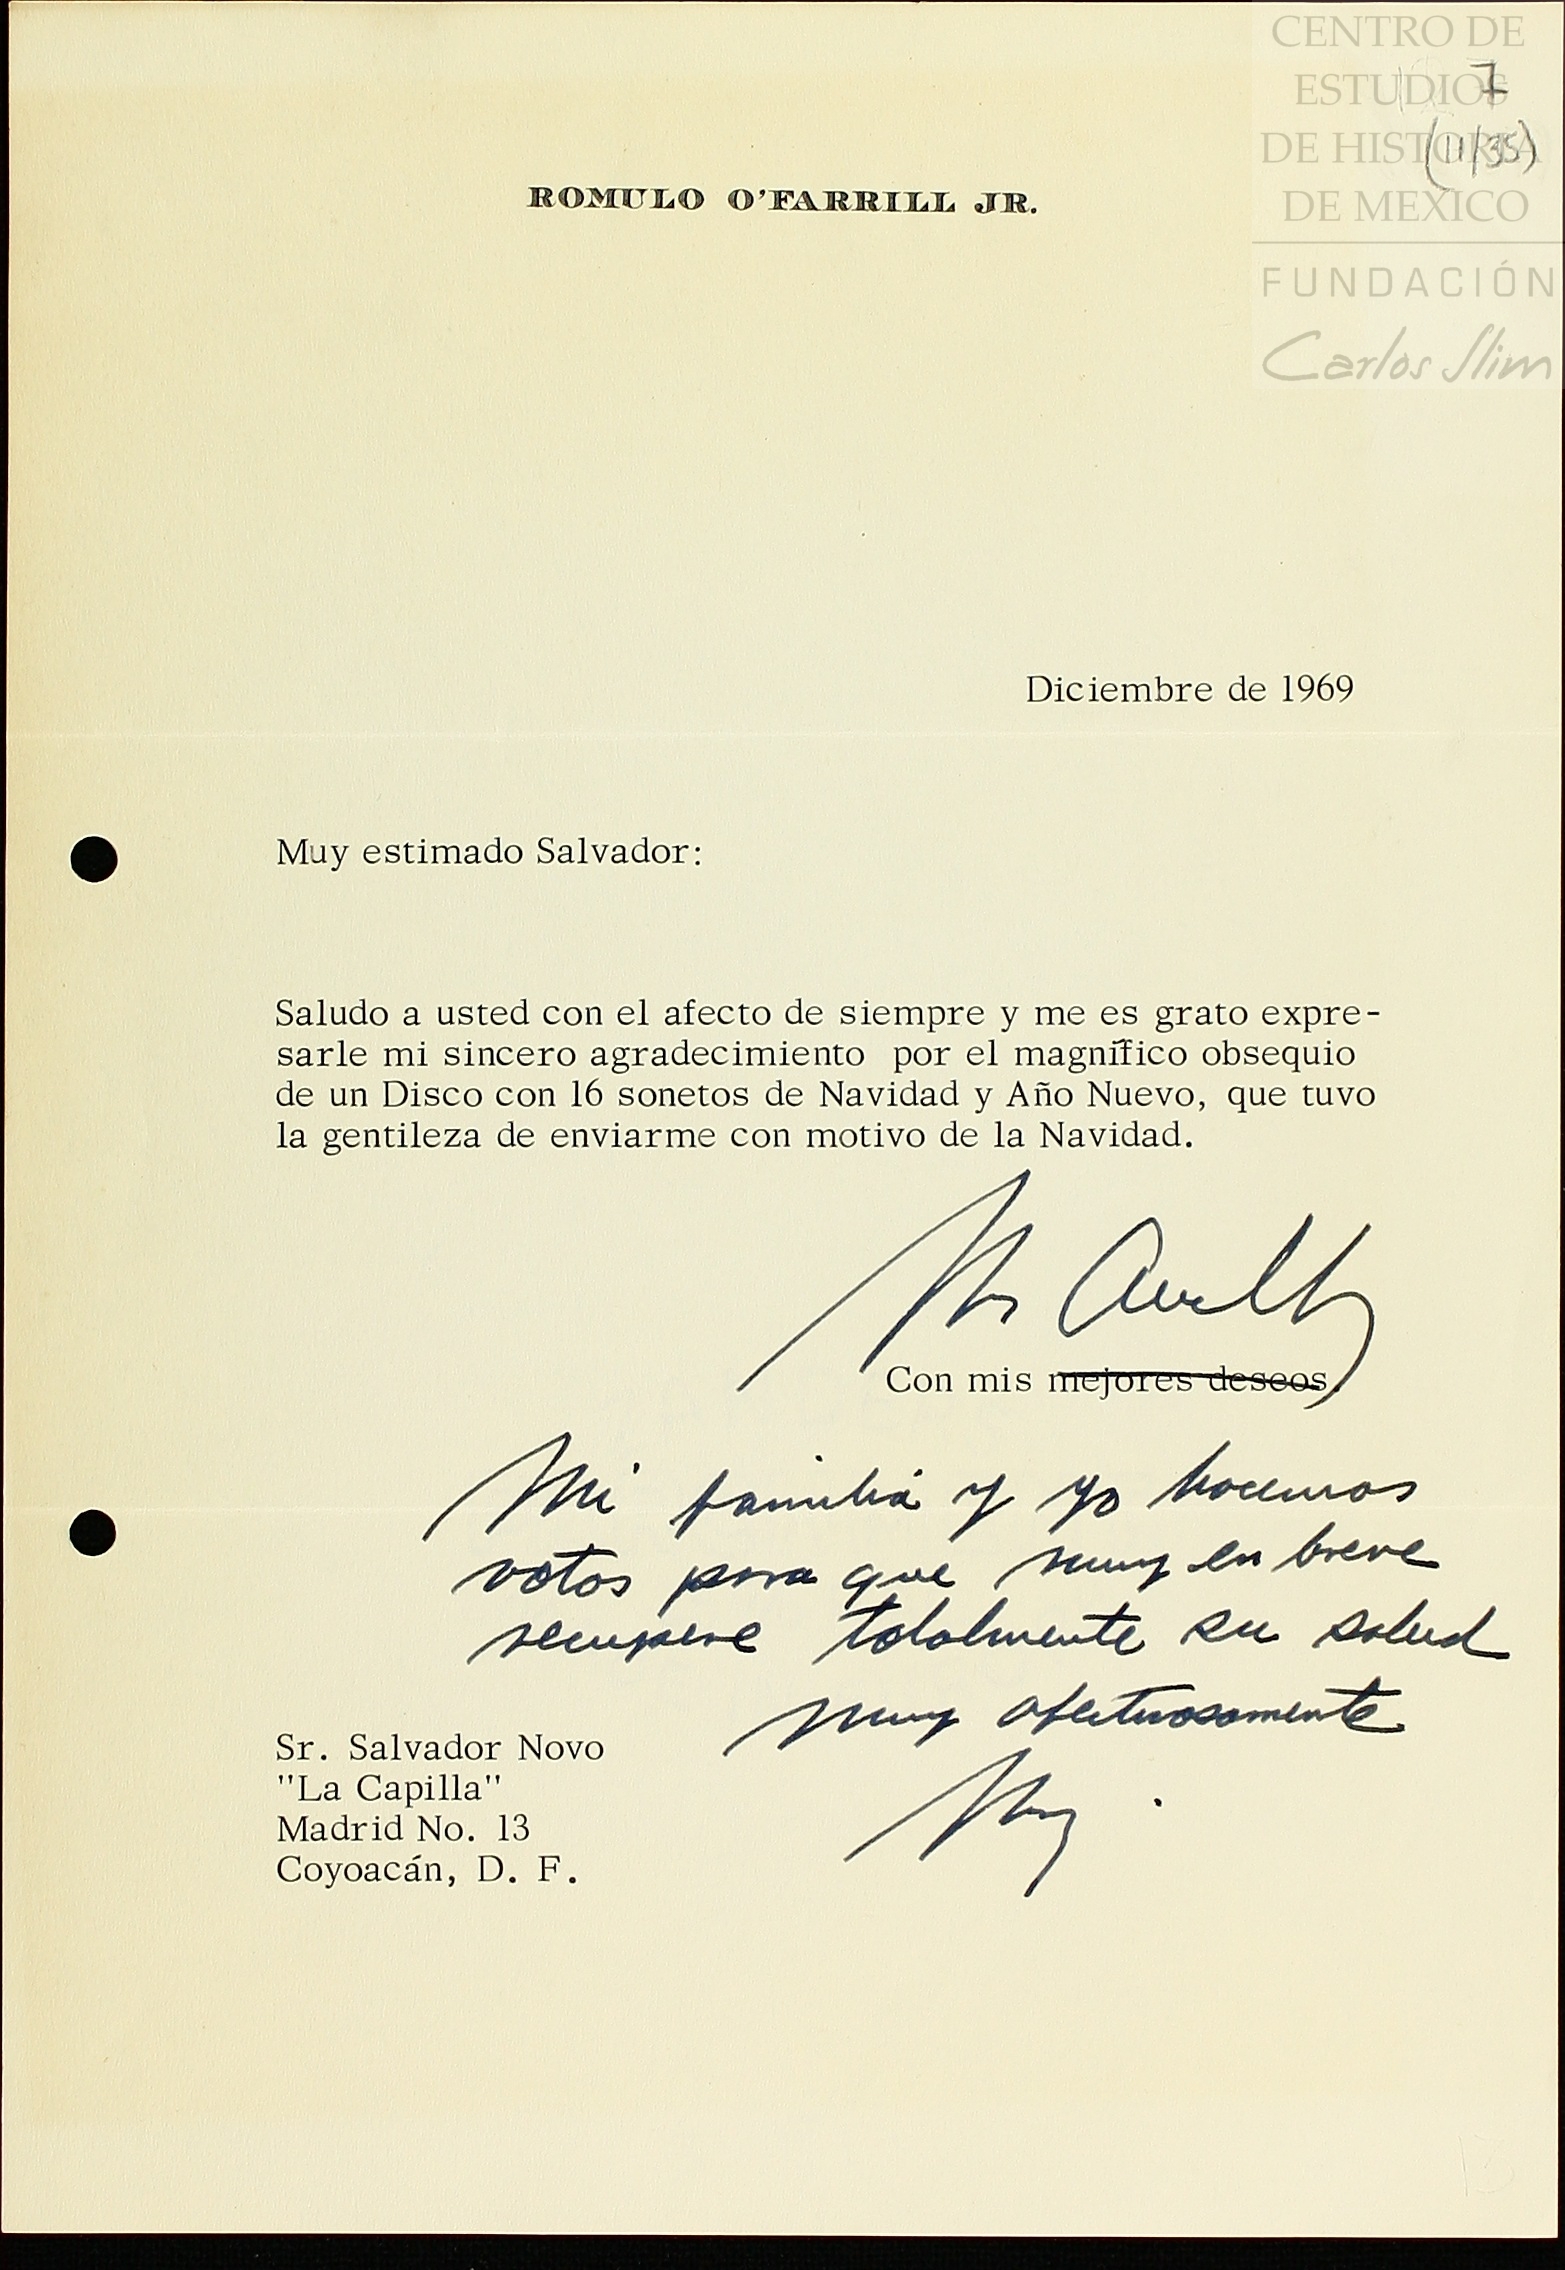 CENTRO DE
ESTUDIOS
DE HISTORIA
DE MEXICO
FUNDACIÓN
Carlos Slim
7
(11/35)
ROMULO O'FARRILL JR.
Diciembre de 1969
Muy estimado Salvador:
Saludo a usted con el afecto de siempre y me es grato expre-
sarle mi sincero agradecimiento por el magnífico obsequio
de un Disco con 16 sonetos de Navidad y Año Nuevo, que tuvo
la gentileza de enviarme con motivo de la Navidad.
Con mis mejores deseos.
Mi familia y yo hacemos
votos para que muy en breve
recupere totalmente su salud
muy afectuosamente
Sr. Salvador Novo
"La Capilla"
Madrid No. 13
Coyoacán, D. F.